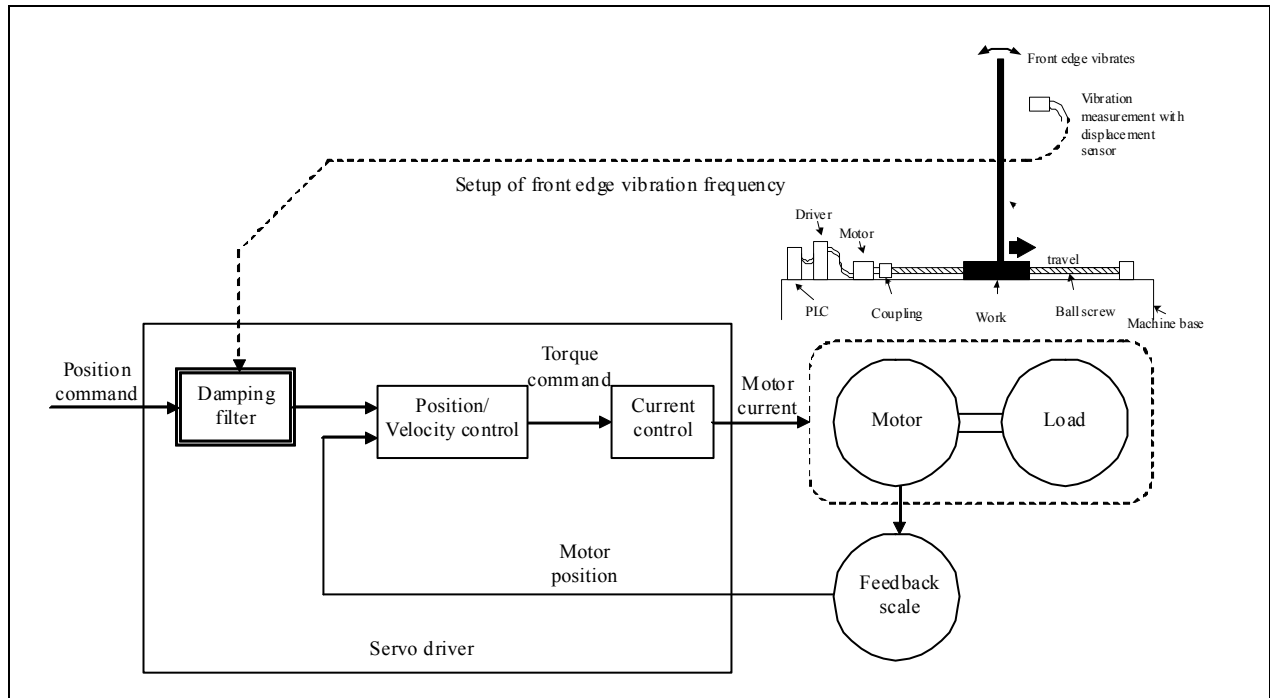 Front edge vibrates
Vibration
measurement with
displacement
sensor
Setup of front edge vibration frequency
Driver
Motor
travel
PLC
Coupling
Work
Ball screw
Machine base
Position
command
Damping
filter
Position/
Velocity control
Torque
command
Current
control
Motor
current
Motor
Load
Motor
position
Feedback
scale
Servo driver